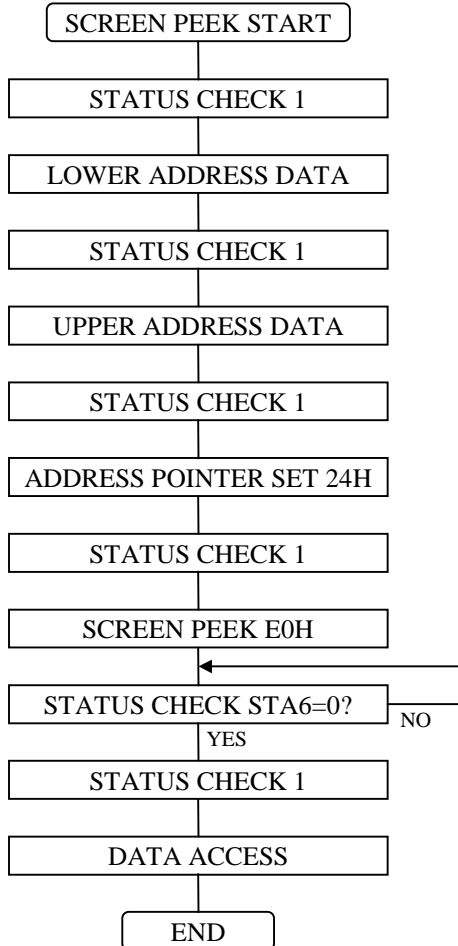 SCREEN PEEK START
STATUS CHECK 1
LOWER ADDRESS DATA
STATUS CHECK 1
UPPER ADDRESS DATA
STATUS CHECK 1
ADDRESS POINTER SET 24H
STATUS CHECK 1
SCREEN PEEK E0H
STATUS CHECK STA6=0?
NO
YES
STATUS CHECK 1
DATA ACCESS
END